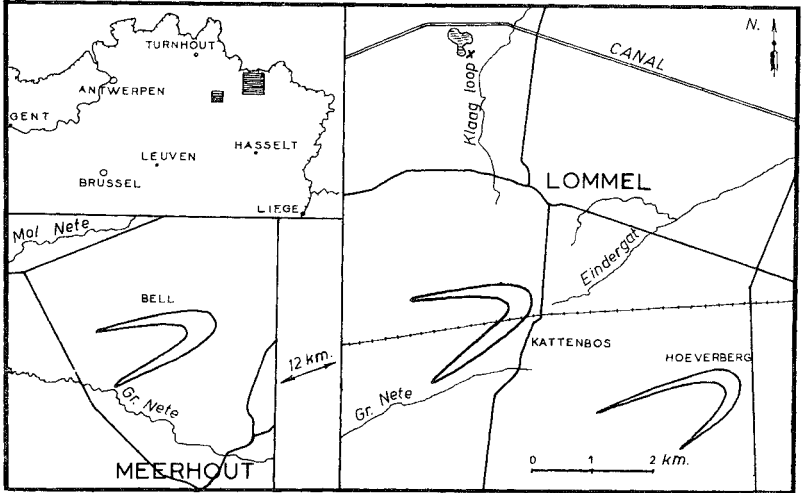 TURNHOUT
ANTWERPEN
GENT
LEUVEN
HASSELT
BRÜSSEL
LIEGE
Mol Nete
BELL
Gr. Nete
MEERHOUT
12 km.
N.
CANAL
Klaag loop
x
LOMMEL
Eindergat
KATTENBOS
HOEVERBERG
Gr. Nete
0 1 2 km.